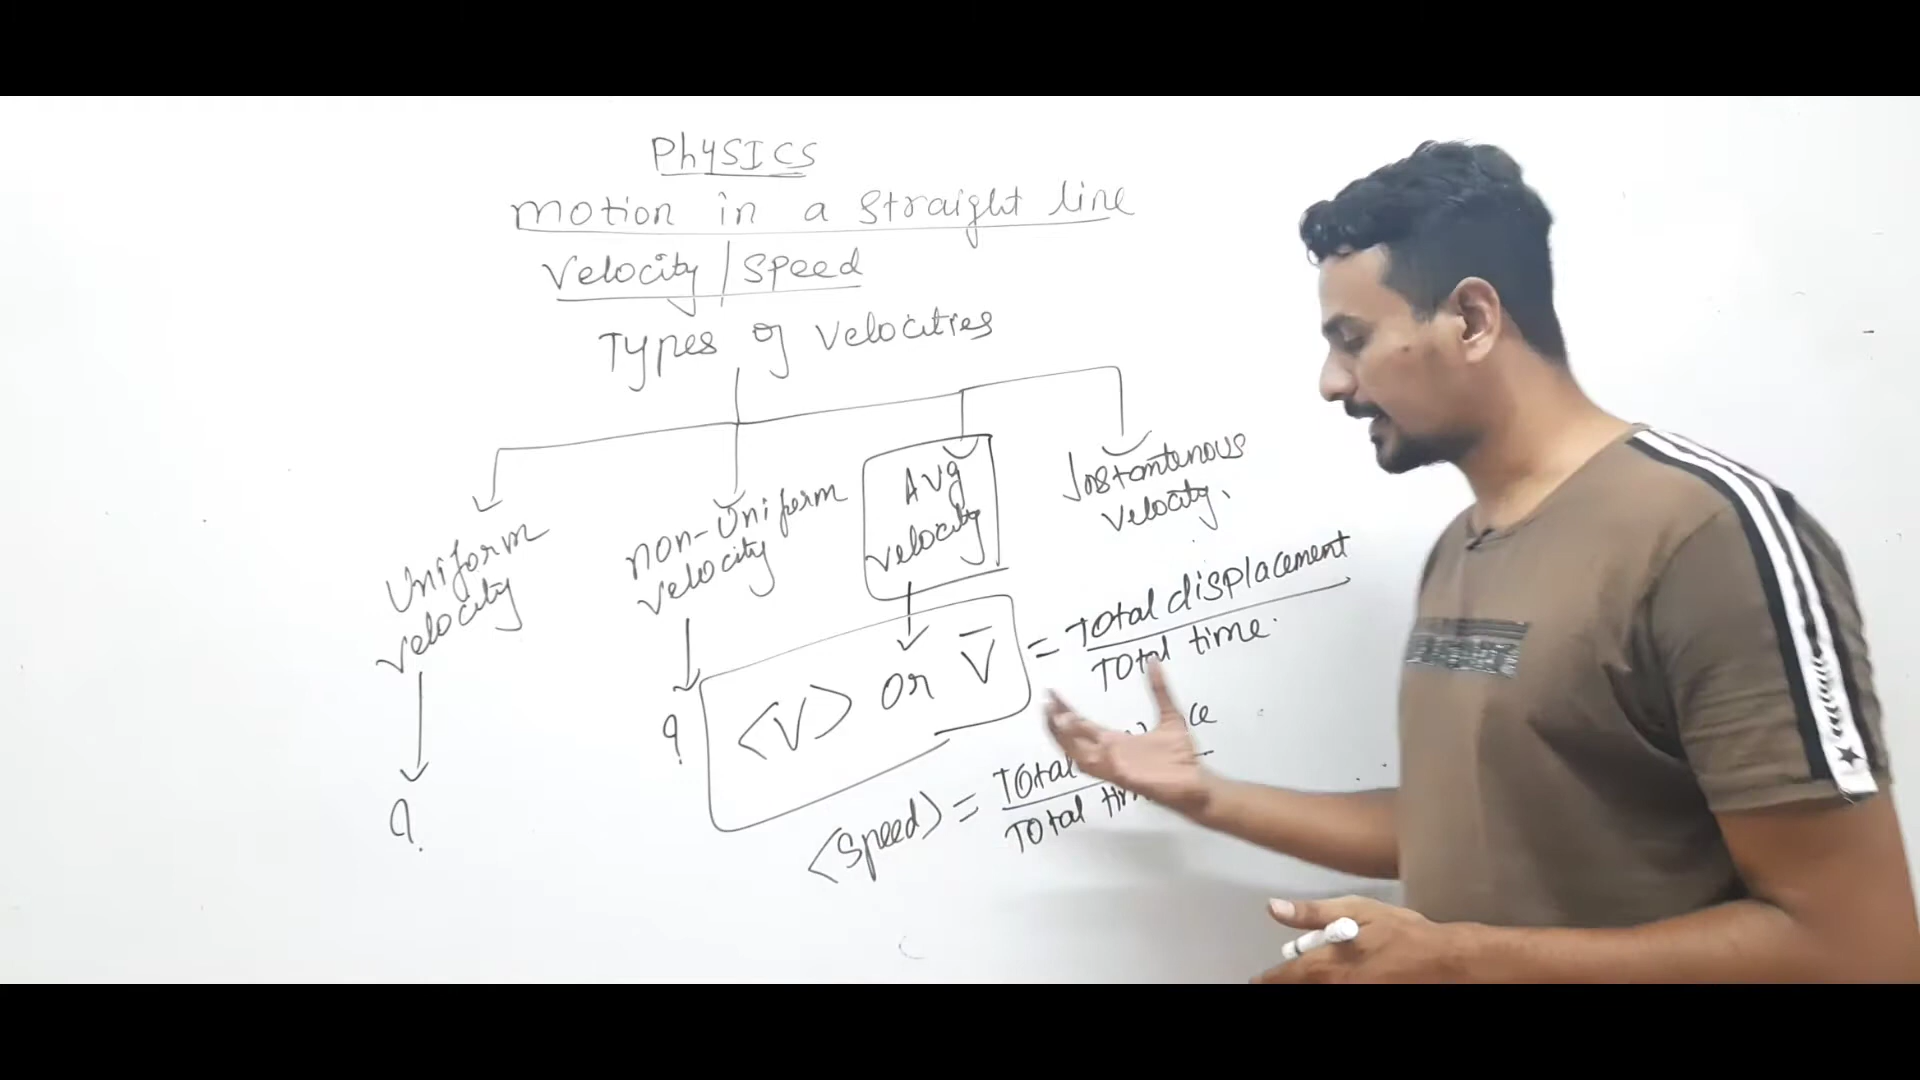 PhYSICS
motion in a straight line
Velocity / speed
Types of velocities
Uniform velocity
non-Uniform velocity
Avg velocity
Instantenous velocity.
?
?
<V> or V̅ = Total displacement
Total time.
<speed> = Total
Total